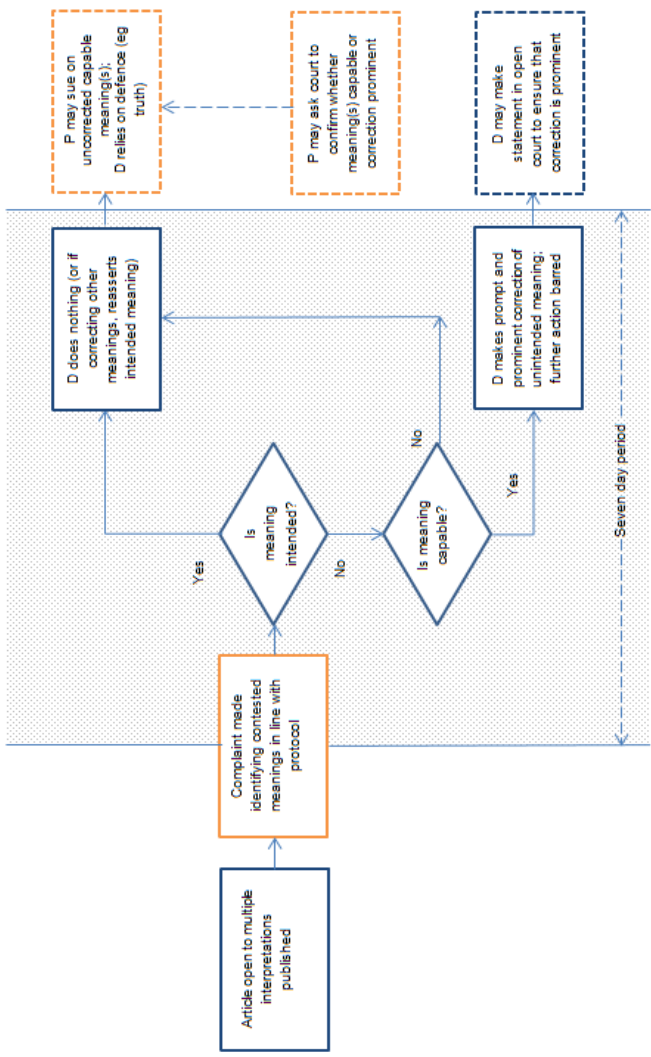 Article open to multiple
interpretations
published
Complaint made
identifying contested
meanings in line with
protocol
Is
meaning
intended?
Yes
No
Is meaning
capable?
No
Yes
D does nothing (or if
correcting other
meanings, reasserts
intended meaning)
D makes prompt and
prominent correction of
unintended meaning;
further action barred
P may sue on
uncorrected capable
meaning(s);
D relies on defence (eg
truth)
P may ask court to
confirm whether
meaning(s) capable or
correction prominent
D may make
statement in open
court to ensure that
correction is prominent
Seven day period